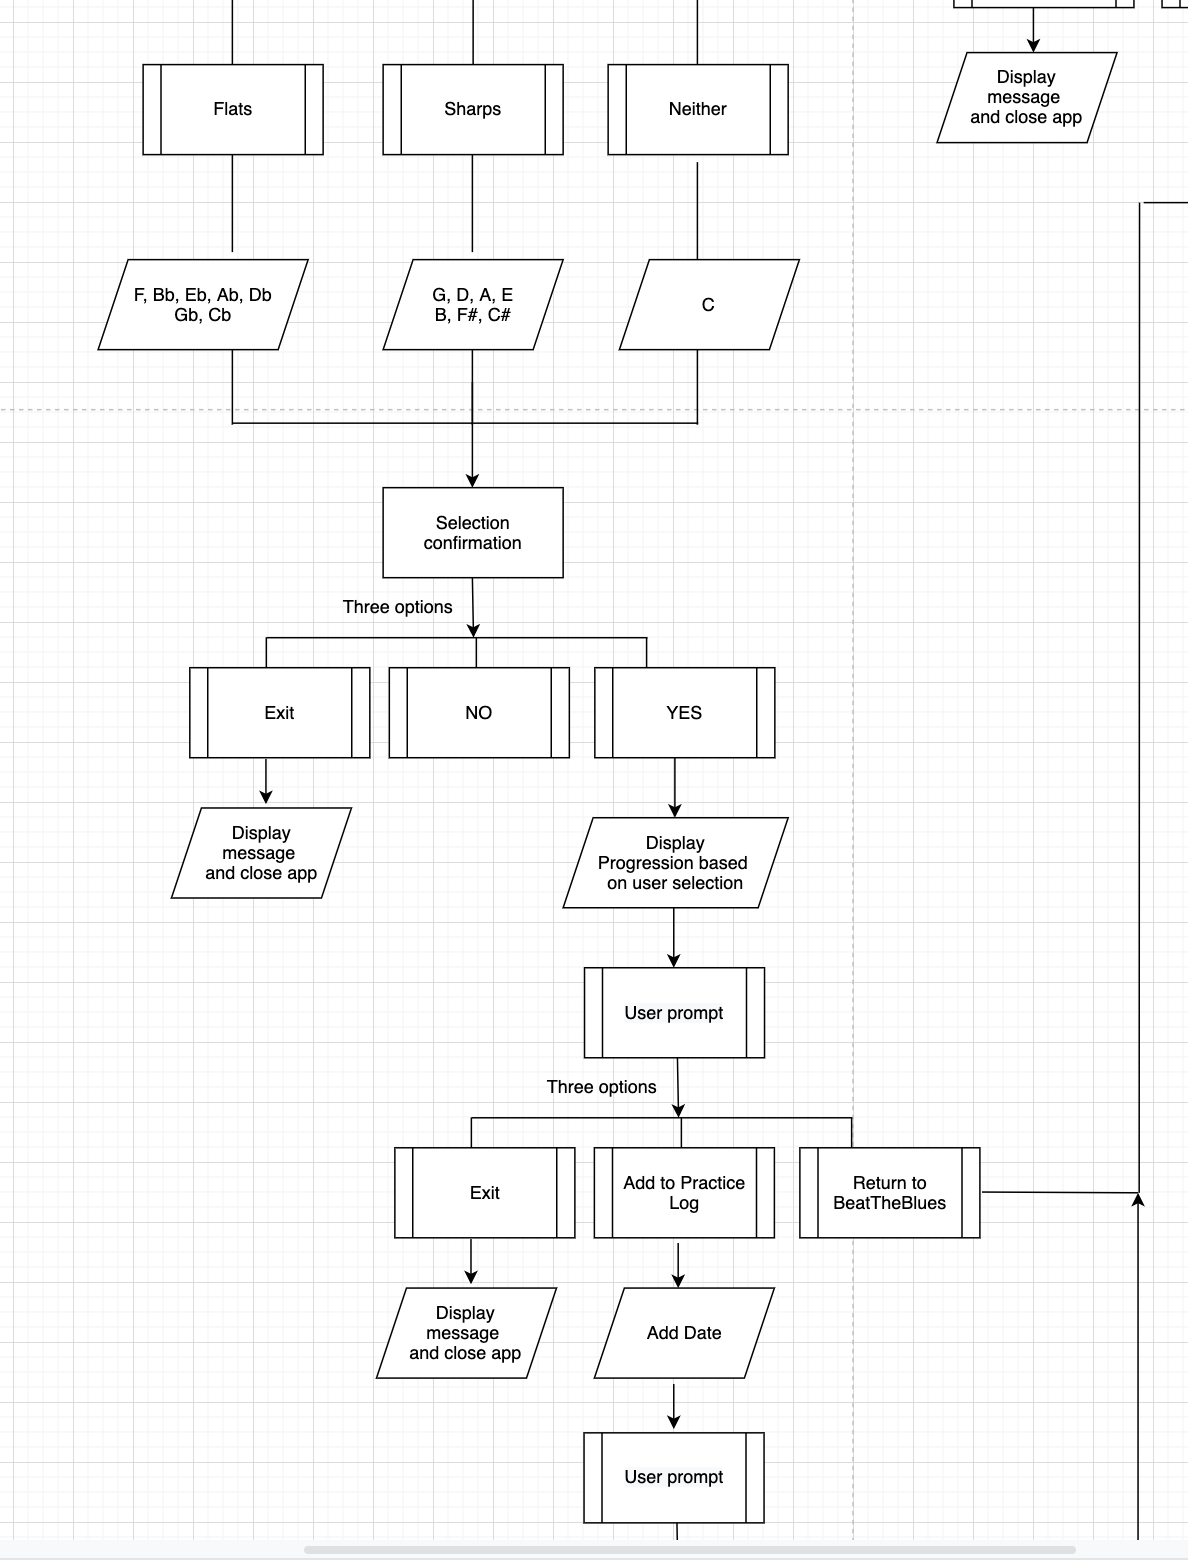 Display
message
and close app
Flats
Sharps
Neither
F, Bb, Eb, Ab, Db
Gb, Cb
G, D, A, E
B, F#, C#
C
Selection
confirmation
Three options
Exit
NO
YES
Display
message
and close app
Display
Progression based
on user selection
User prompt
Three options
Exit
Add to Practice
Log
Return to
BeatTheBlues
Display
message
and close app
Add Date
User prompt